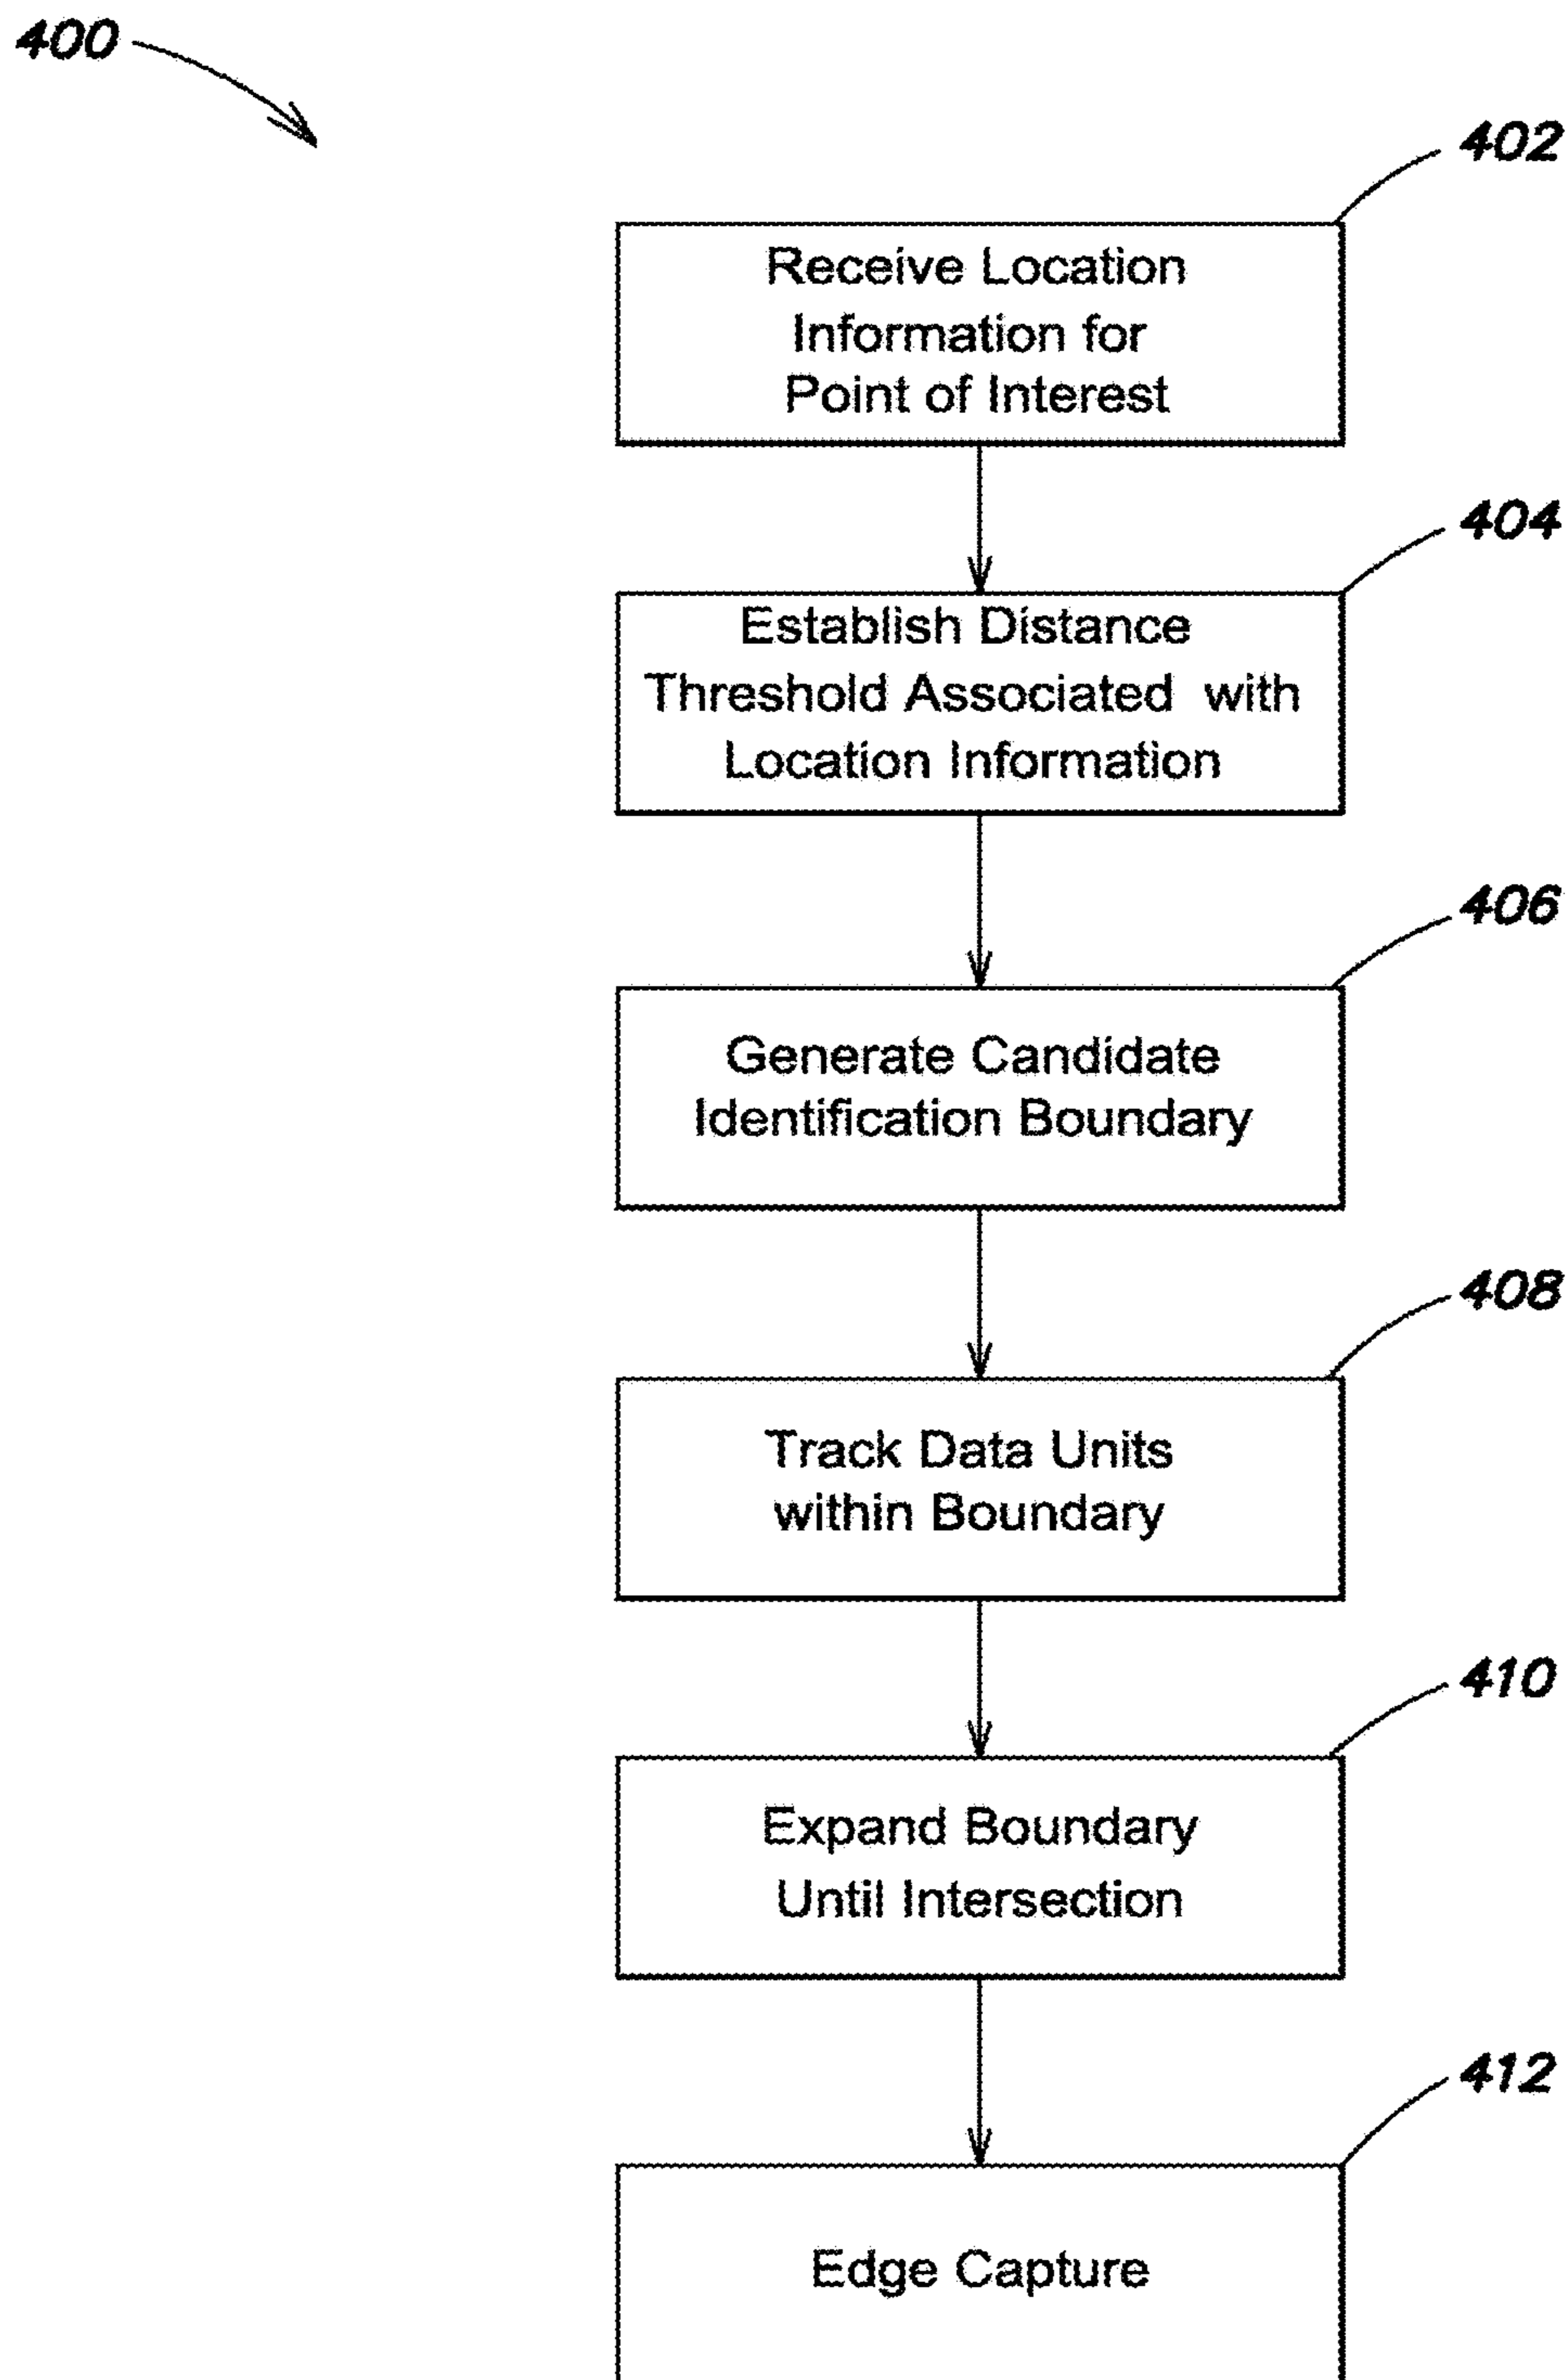 400
402
Receive Location
Information for
Point of Interest
404
Establish Distance
Threshold Associated with
Location Information
406
Generate Candidate
Identification Boundary
408
Track Data Units
within Boundary
410
Expand Boundary
Until Intersection
412
Edge Capture